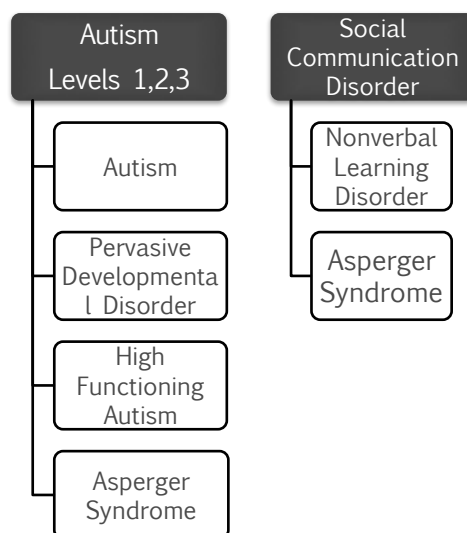 Autism
Levels 1,2,3
Autism
Pervasive
Developmenta
l Disorder
High
Functioning
Autism
Asperger
Syndrome
Social
Communication
Disorder
Nonverbal
Learning
Disorder
Asperger
Syndrome